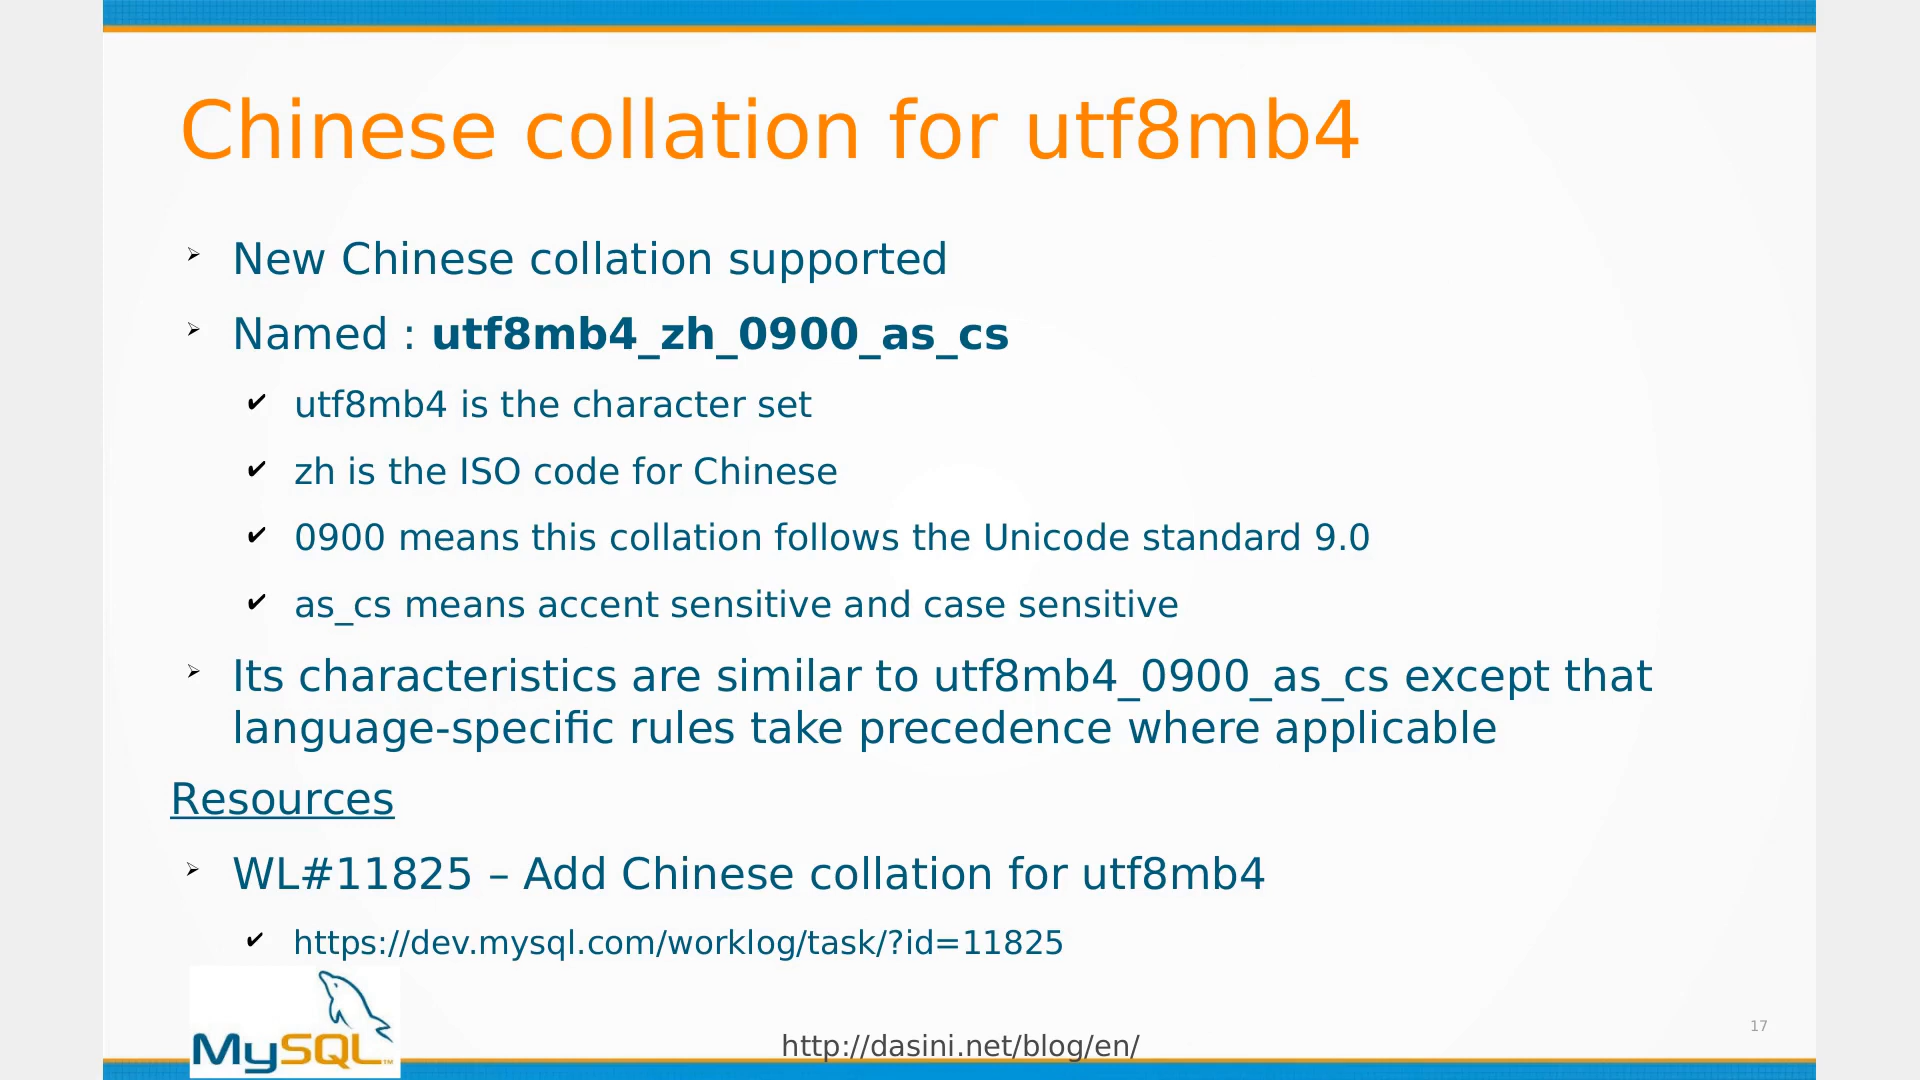 Chinese collation for utf8mb4
New Chinese collation supported
Named : utf8mb4_zh_0900_as_cs
utf8mb4 is the character set
zh is the ISO code for Chinese
0900 means this collation follows the Unicode standard 9.0
as_cs means accent sensitive and case sensitive
Its characteristics are similar to utf8mb4_0900_as_cs except that
language-specific rules take precedence where applicable
Resources
WL#11825 – Add Chinese collation for utf8mb4
https://dev.mysql.com/worklog/task/?id=11825
MySQL™
http://dasini.net/blog/en/
17